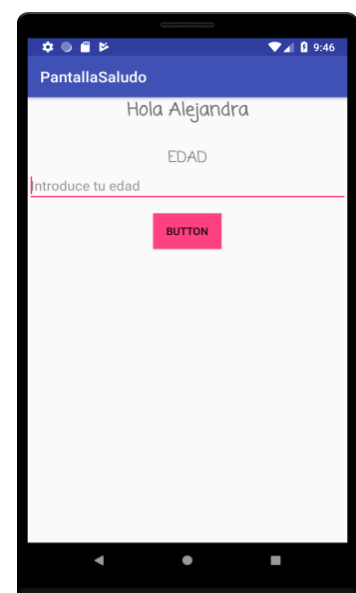 9:46
PantallaSaludo
Hola Alejandra
EDAD
Introduce tu edad
BUTTON